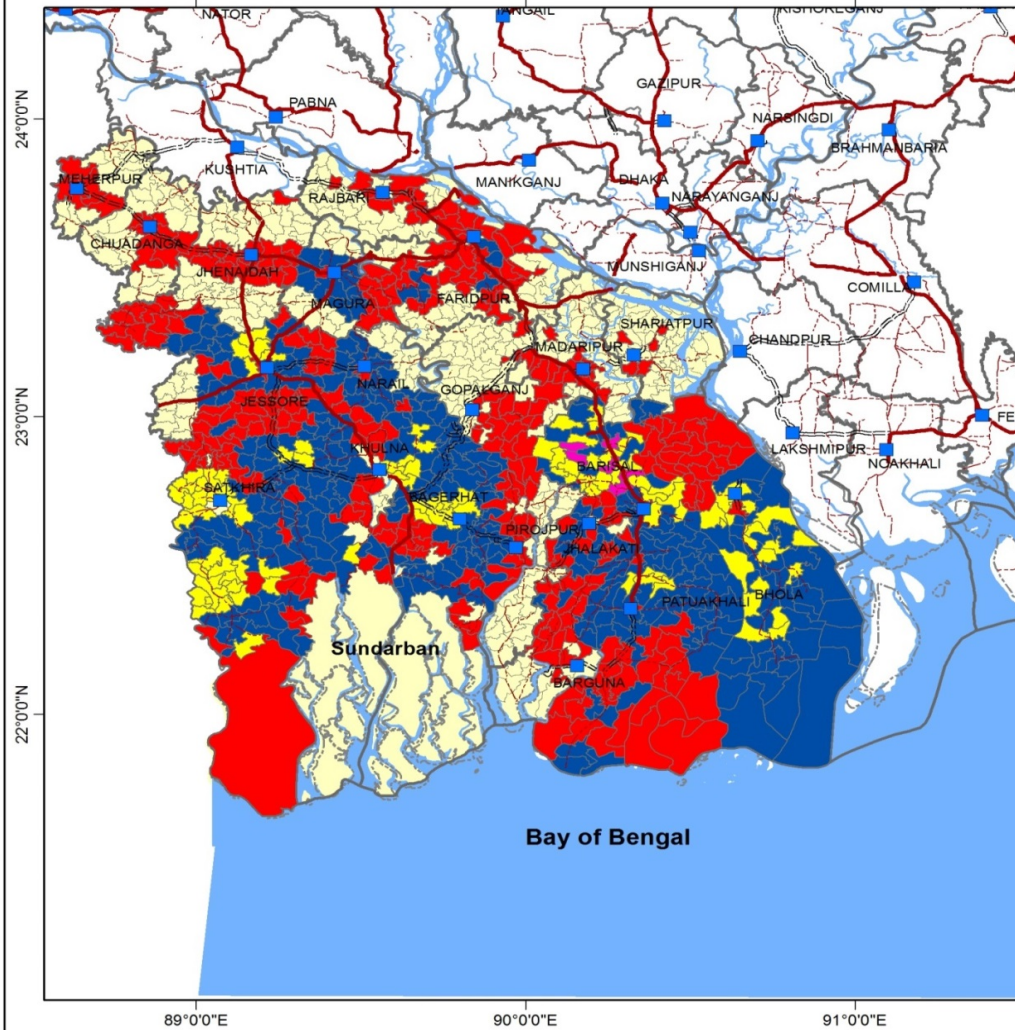 NATOR
TANGAIL
KISHOREGANJ
GAZIPUR
24°0'0"N
PABNA
NARSINGDI
BRAHMANBARIA
KUSHTIA
MEHERPUR
MANIKGANJ
DHAKA
RAJBARI
NARAYANGANJ
CHUADANGA
MUNSHIGANJ
JHENAIDAH
COMILLA
MAGURA
FARIDPUR
SHARIATPUR
CHANDPUR
MADARIPUR
NARAIL
GOPALGANJ
JESSORE
23°0'0"N
FE
KHULNA
LAKSHMIPUR
NOAKHALI
BARISAL
SATKHIRA
BAGERHAT
PIROJPUR
JHALAKATI
BHOLA
PATUAKHALI
Sundarban
BARGUNA
22°0'0"N
Bay of Bengal
89°0'0"E
90°0'0"E
91°0'0"E